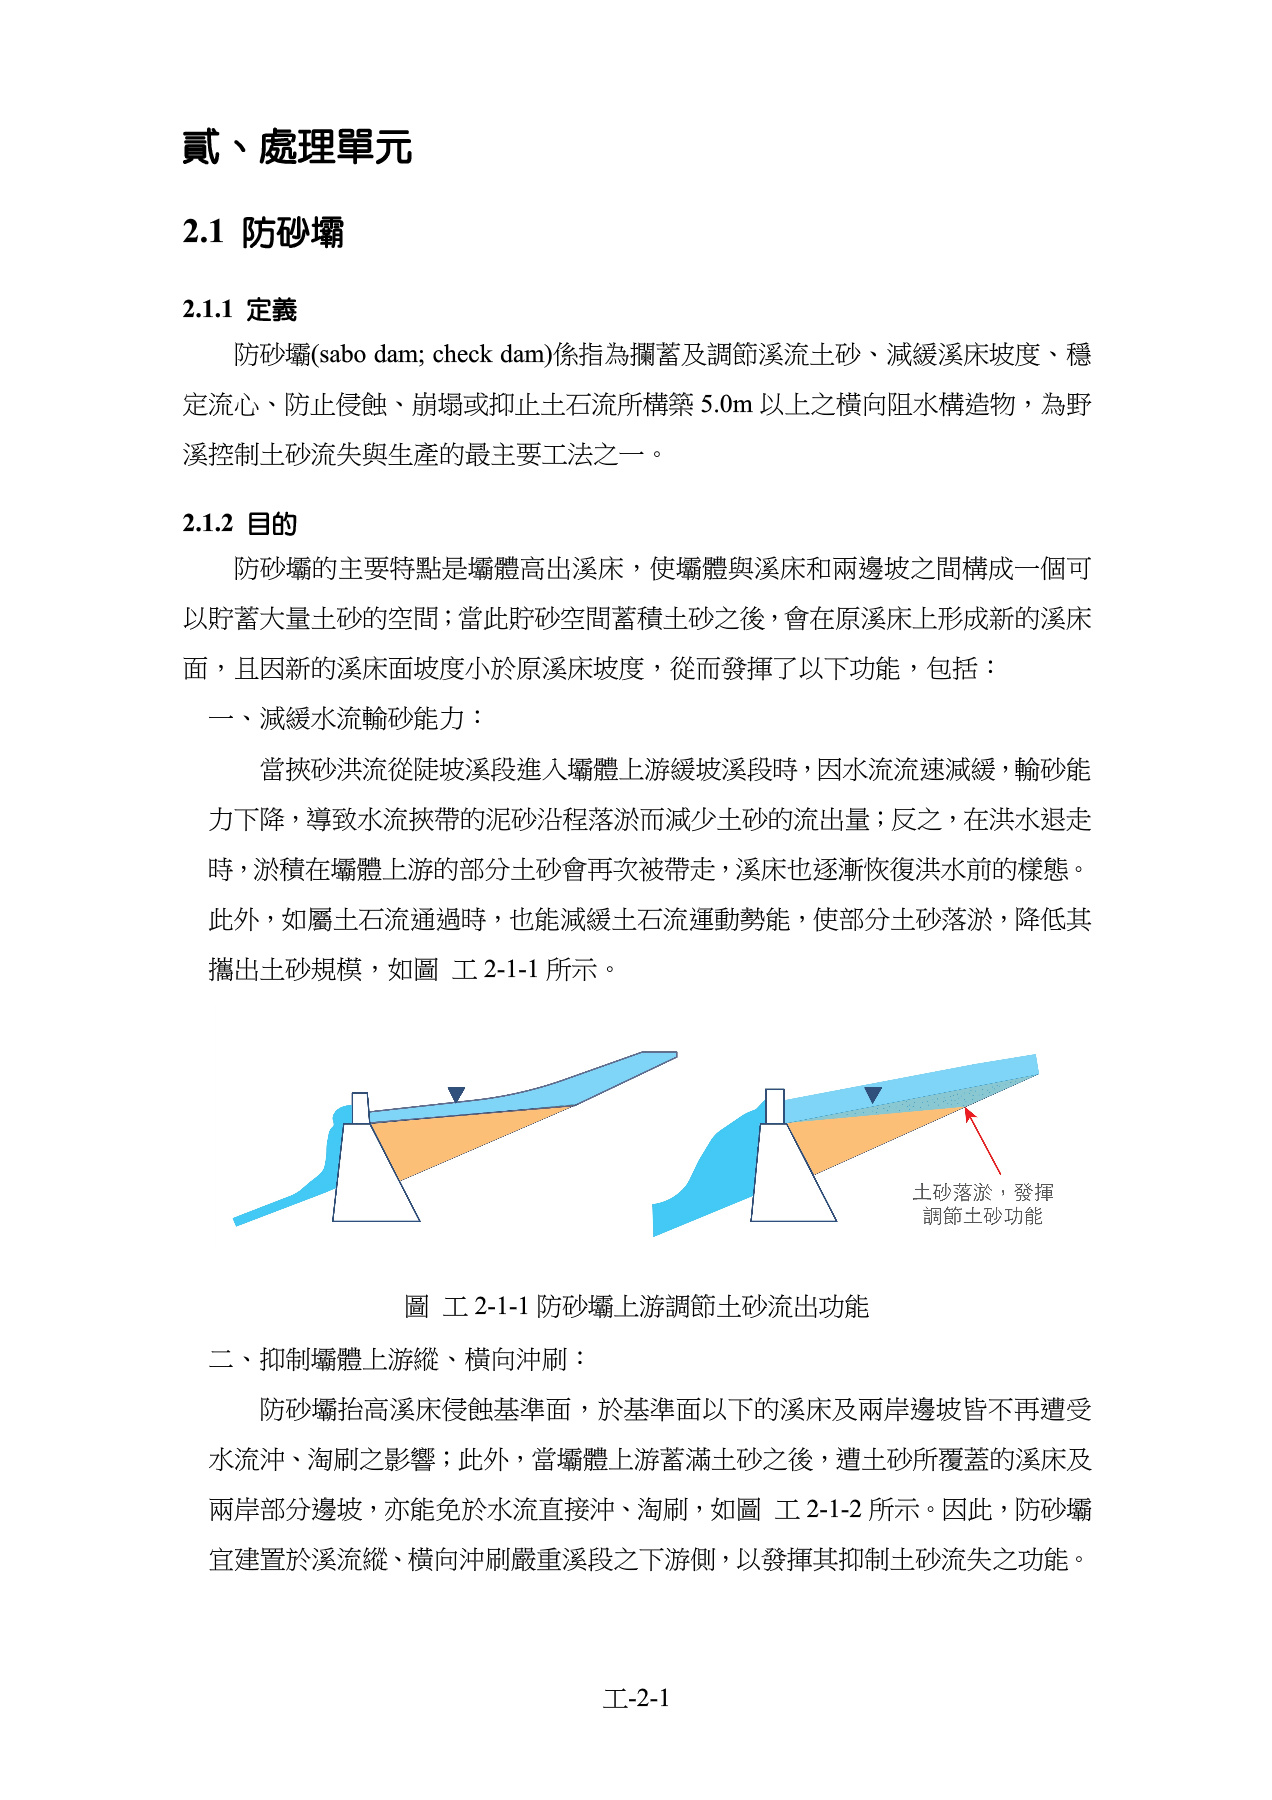 貳、處理單元
2.1 防砂壩
2.1.1 定義
防砂壩(sabo dam; check dam)係指為攔蓄及調節溪流土砂、減緩溪床坡度、穩
定流心、防止侵蝕、崩塌或抑止土石流所構築 5.0m 以上之橫向阻水構造物，為野
溪控制土砂流失與生產的最主要工法之一。
2.1.2 目的
防砂壩的主要特點是壩體高出溪床，使壩體與溪床和兩邊坡之間構成一個可
以貯蓄大量土砂的空間；當此貯砂空間蓄積土砂之後，會在原溪床上形成新的溪床
面，且因新的溪床面坡度小於原溪床坡度，從而發揮了以下功能，包括：
一、減緩水流輸砂能力：
當挾砂洪流從陡坡溪段進入壩體上游緩坡溪段時，因水流流速減緩，輸砂能
力下降，導致水流挾帶的泥砂沿程落淤而減少土砂的流出量；反之，在洪水退走
時，淤積在壩體上游的部分土砂會再次被帶走，溪床也逐漸恢復洪水前的樣態。
此外，如屬土石流通過時，也能減緩土石流運動勢能，使部分土砂落淤，降低其
攜出土砂規模，如圖 工 2-1-1 所示。
土砂落淤，發揮
調節土砂功能
圖 工 2-1-1 防砂壩上游調節土砂流出功能
二、抑制壩體上游縱、橫向沖刷：
防砂壩抬高溪床侵蝕基準面，於基準面以下的溪床及兩岸邊坡皆不再遭受
水流沖、淘刷之影響；此外，當壩體上游蓄滿土砂之後，遭土砂所覆蓋的溪床及
兩岸部分邊坡，亦能免於水流直接沖、淘刷，如圖 工 2-1-2 所示。因此，防砂壩
宜建置於溪流縱、橫向沖刷嚴重溪段之下游側，以發揮其抑制土砂流失之功能。
工-2-1